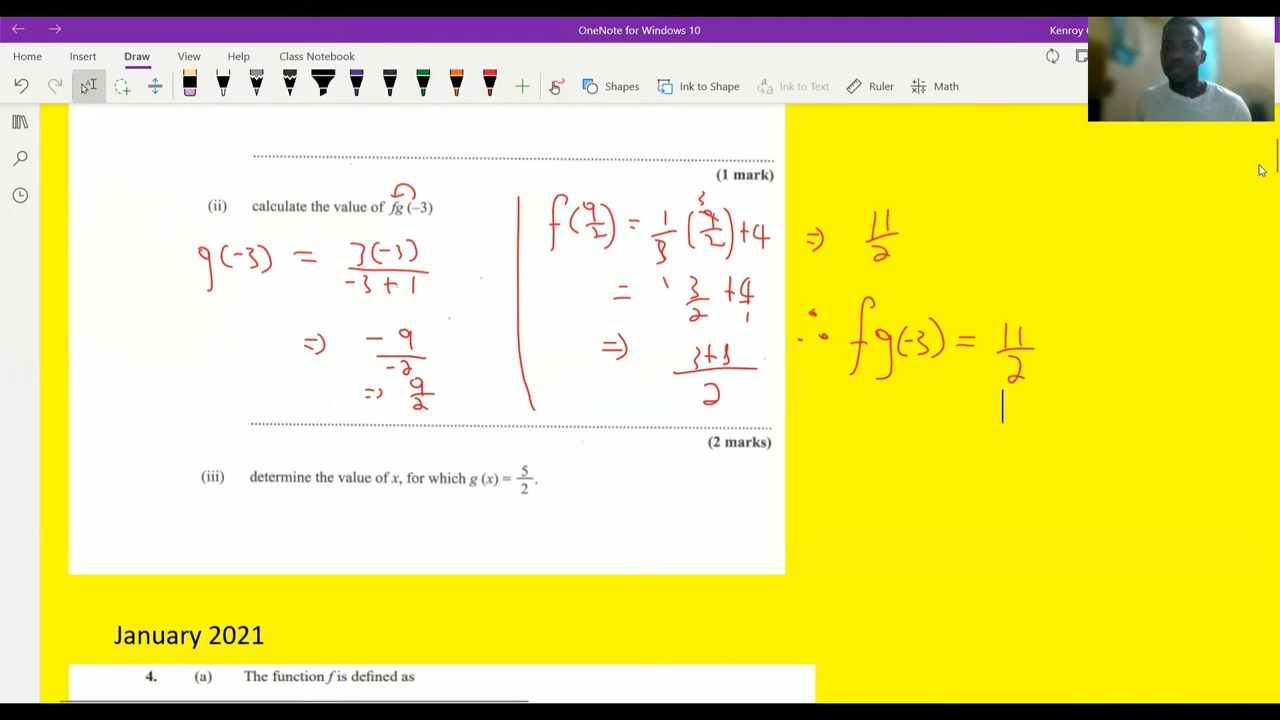 OneNote for Windows 10
Kenroy
Home Insert Draw View Help Class Notebook
Shapes Ink to Shape Ink to Text Ruler Math
(1 mark)
(ii) calculate the value of fg (–3)
g(-3) = 3(-3) / -3 + 1
=> -9 / -2
=> 9/2
f(9/2) = 1/3 (9/2) + 4
= 3/2 + 4/1
=> 3+8 / 2
=> 11/2
∴ fg(-3) = 11/2
(2 marks)
(iii) determine the value of x, for which g (x) = 5/2.
January 2021
4. (a) The function f is defined as